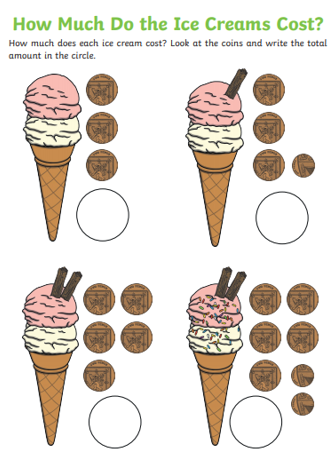 How Much Do the Ice Creams Cost?
How much does each ice cream cost? Look at the coins and write the total
amount in the circle.